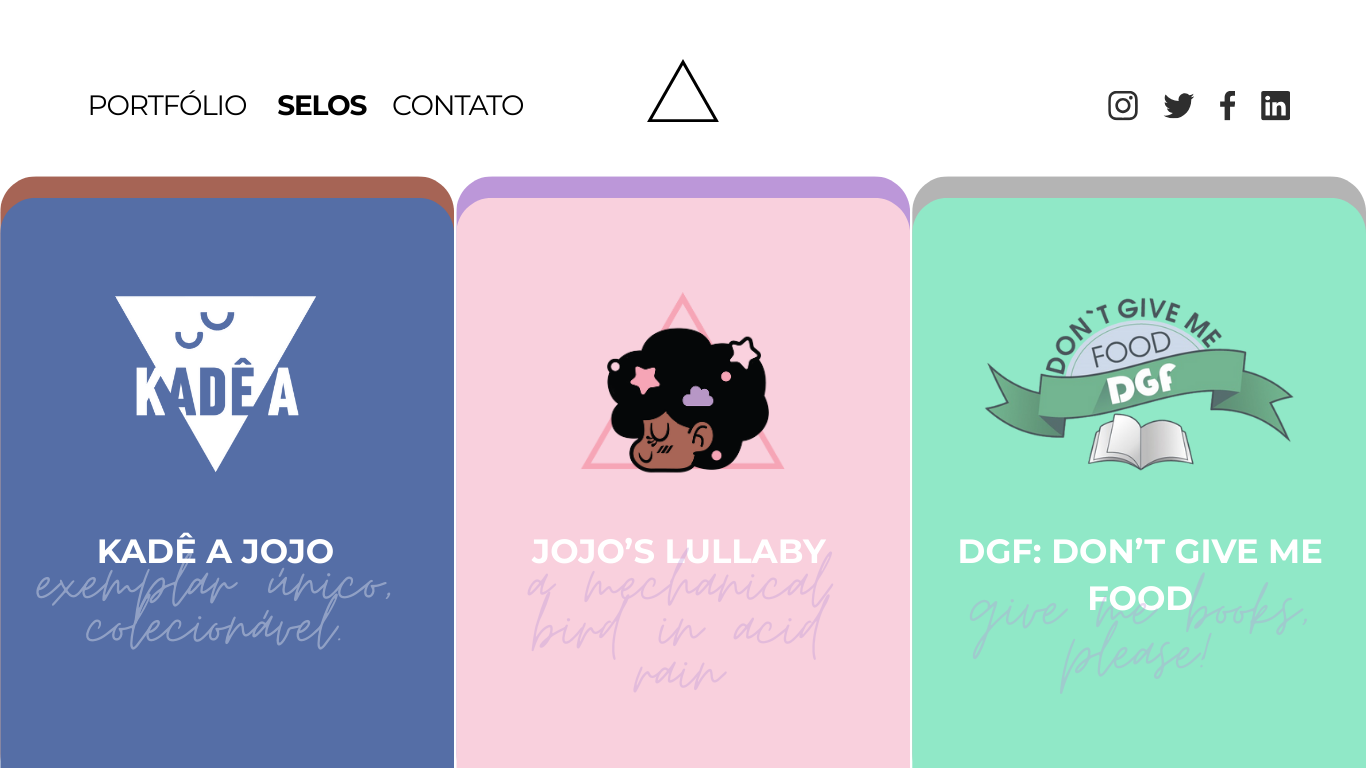 PORTFÓLIO SELOS CONTATO
KADÊ A
KADÊ A JOJO
exemplar único,
colecionável.
JOJO’S LULLABY
a mechanical
bird in acid
rain
DON`T GIVE ME
FOOD
DGF
DGF: DON’T GIVE ME
FOOD
give me books,
please!